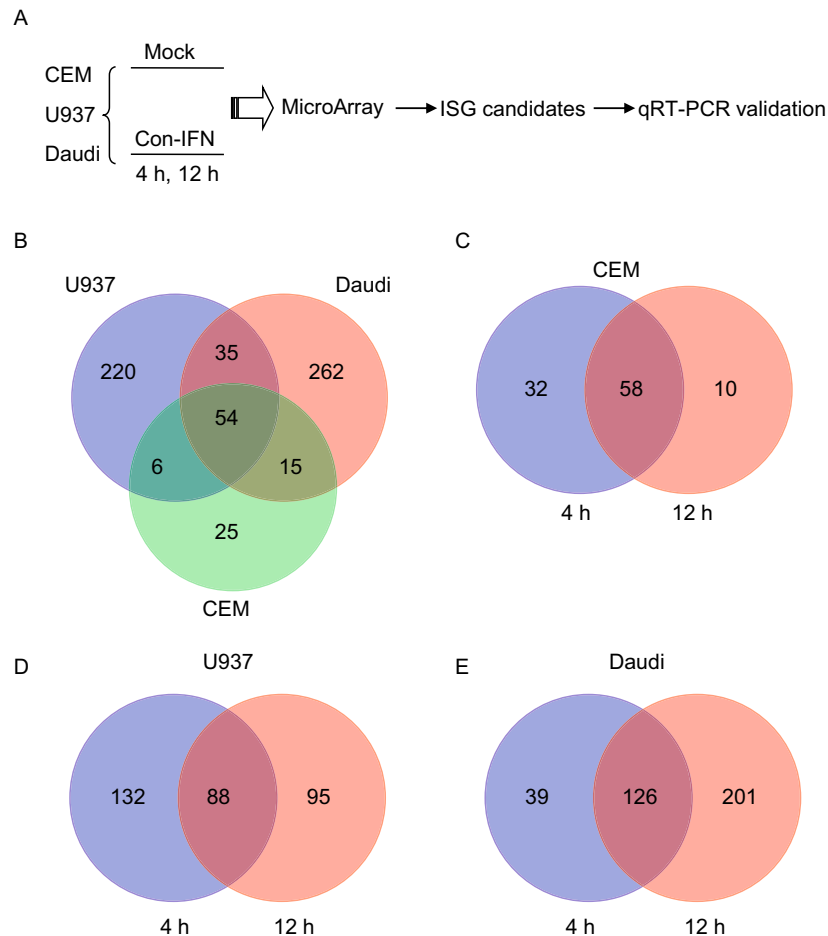 A
CEM
U937
Daudi
Mock
Con-IFN
4 h, 12 h
MicroArray
ISG candidates
qRT-PCR validation
B
U937
Daudi
220
35
262
54
6
15
25
CEM
C
CEM
32
58
10
4 h
12 h
D
U937
132
88
95
4 h
12 h
E
Daudi
39
126
201
4 h
12 h